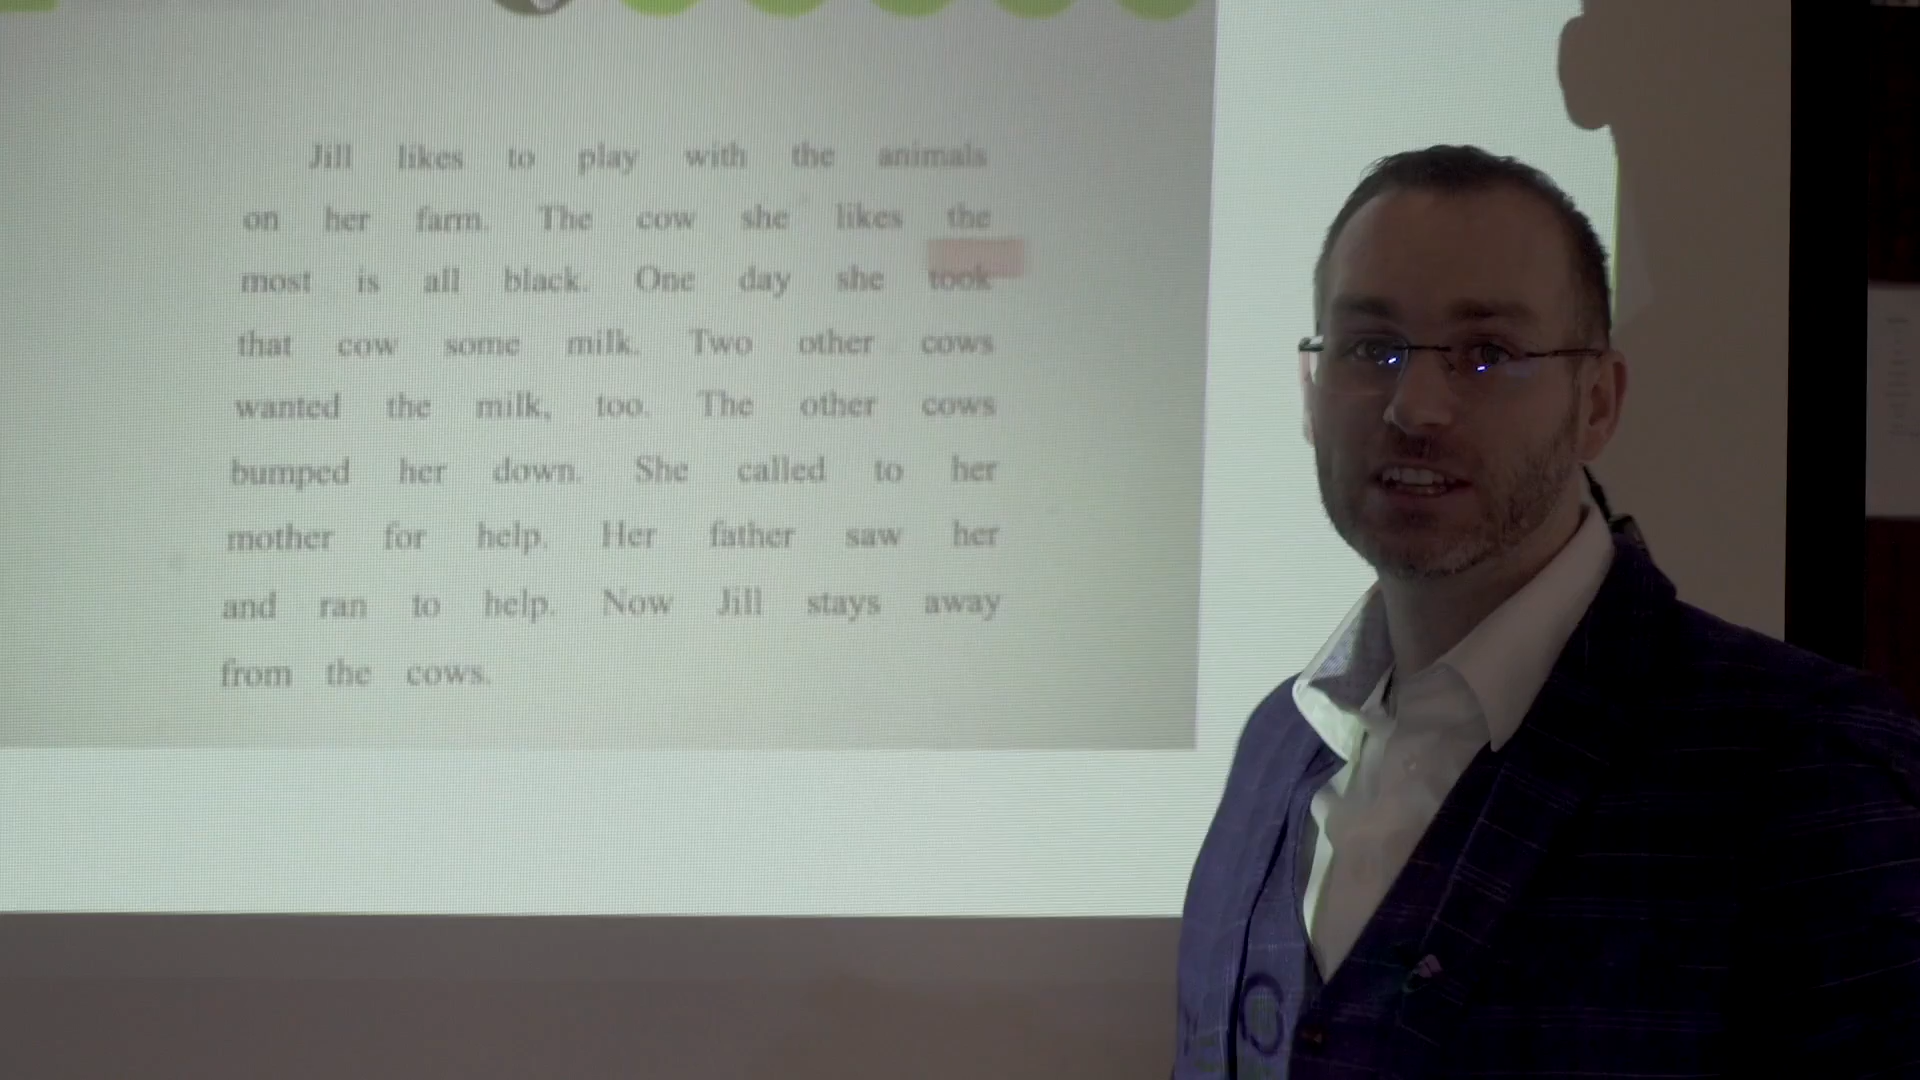 Jill likes to play with the animals
on her farm. The cow she likes the
most is all black. One day she took
that cow some milk. Two other cows
wanted the milk, too. The other cows
bumped her down. She called to her
mother for help. Her father saw her
and ran to help. Now Jill stays away
from the cows.